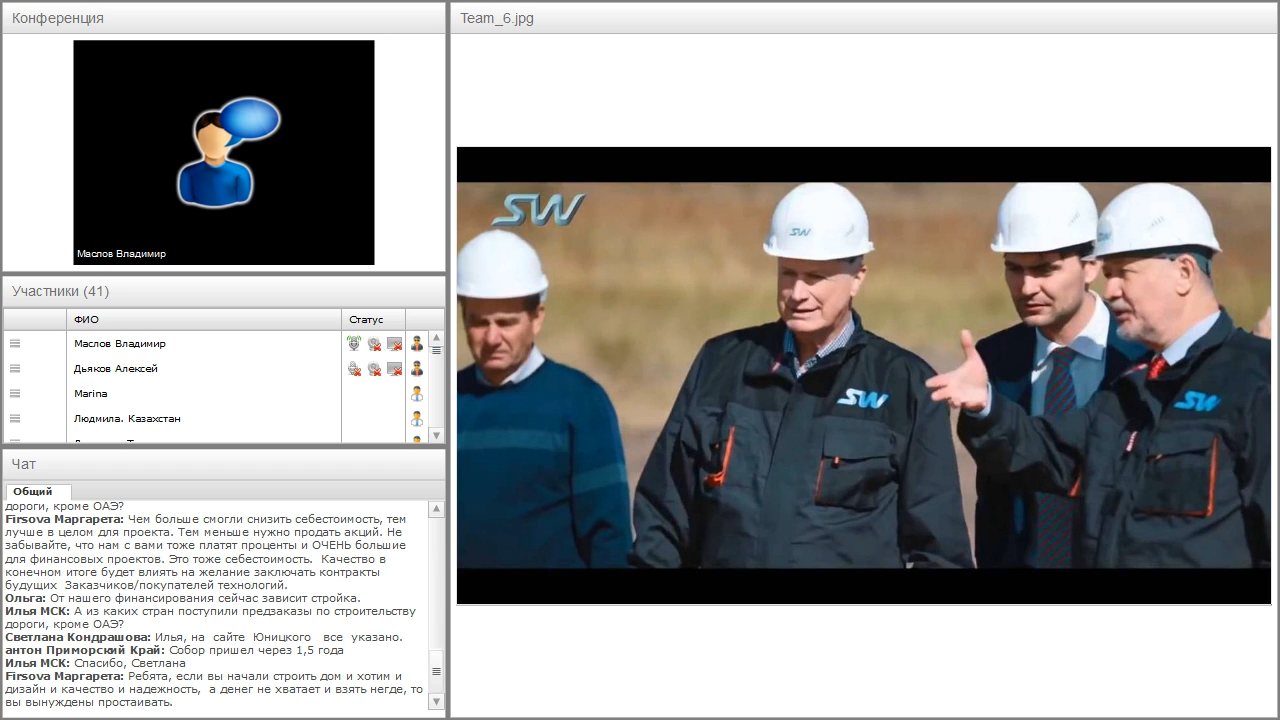 Конференция
Маслов Владимир
Участники (41)
ФИО
Статус
Маслов Владимир
Дьяков Алексей
Marina
Людмила. Казахстан
Чат
Общий
дороги, кроме ОАЭ?
Firsova Маргарета: Чем больше смогли снизить себестоимость, тем
лучше в целом для проекта. Тем меньше нужно продать акций. Не
забывайте, что нам с вами тоже платят проценты и ОЧЕНЬ большие
для финансовых проектов. Это тоже себестоимость.  Качество в
конечном итоге будет влиять на желание заключать контракты
будущих  Заказчиков/покупателей технологий.
Ольга: От нашего финансирования сейчас зависит стройка.
Илья МСК: А из каких стран поступили предзаказы по строительству
дороги, кроме ОАЭ?
Светлана Кондрашова: Илья, на  сайте  Юницкого   все  указано.
антон Приморский Край: Собор пришел через 1,5 года
Илья МСК: Спасибо, Светлана
Firsova Маргарета: Ребята, если вы начали строить дом и хотим и
дизайн и качество и надежность,  а денег не хватает и взять негде, то
вы вынуждены простаивать.
Team_6.jpg
SW
SW
SW
SW